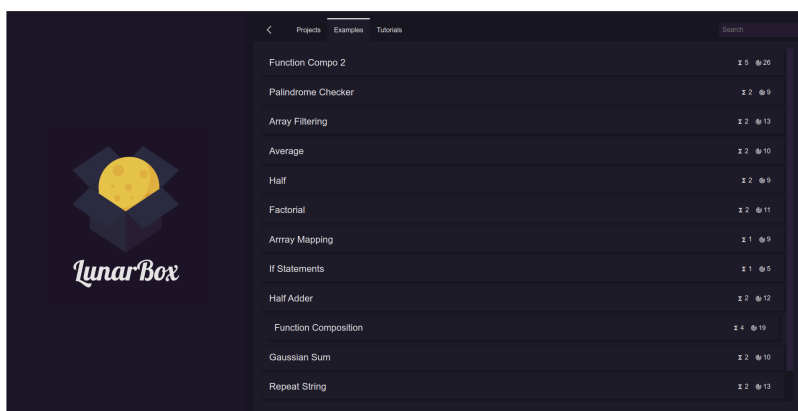 Projects Examples Tutorials Search
Function Compo 2 Σ 5 26
Palindrome Checker Σ 2 9
Array Filtering Σ 2 13
Average Σ 2 10
Half Σ 2 9
Factorial Σ 2 11
Arrray Mapping Σ 1 9
If Statements Σ 1 5
Half Adder Σ 2 12
Function Composition Σ 4 19
Gaussian Sum Σ 2 10
Repeat String Σ 2 13
LunarBox